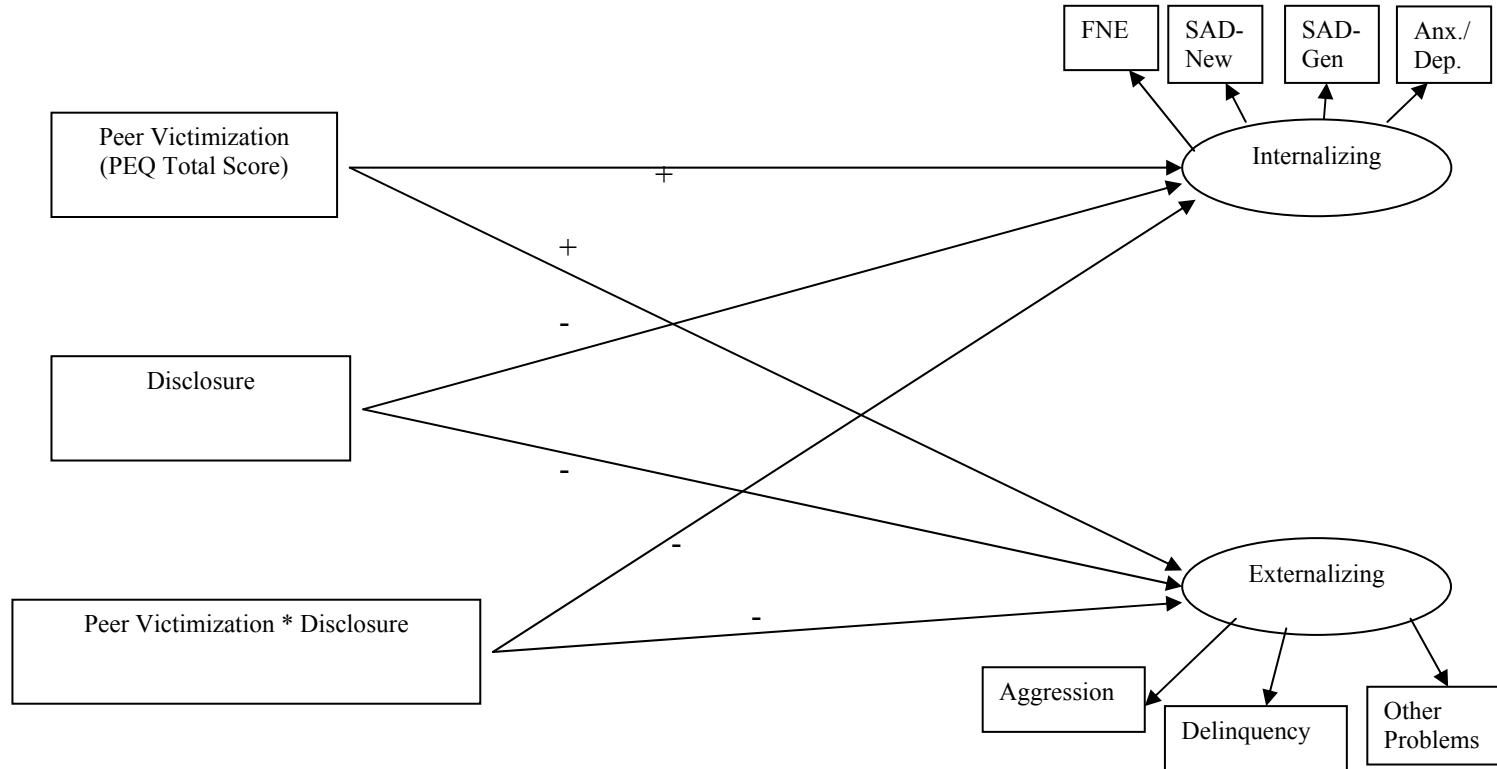 FNE
SAD-
New
SAD-
Gen
Anx./
Dep.
Peer Victimization
(PEQ Total Score)
Internalizing
+
+
-
Disclosure
-
-
Externalizing
Peer Victimization * Disclosure
-
Aggression
Delinquency
Other
Problems